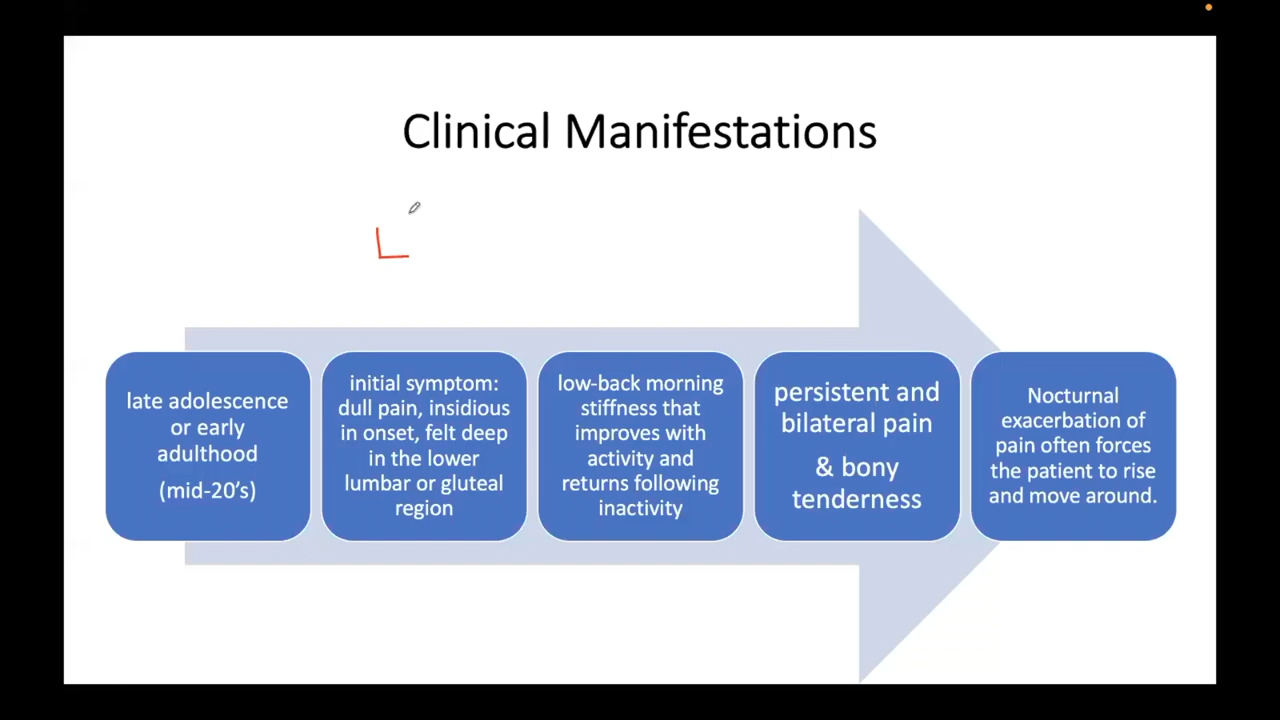 Clinical Manifestations
late adolescence
or early
adulthood
(mid-20’s)
initial symptom:
dull pain, insidious
in onset, felt deep
in the lower
lumbar or gluteal
region
low-back morning
stiffness that
improves with
activity and
returns following
inactivity
persistent and
bilateral pain
& bony
tenderness
Nocturnal
exacerbation of
pain often forces
the patient to rise
and move around.